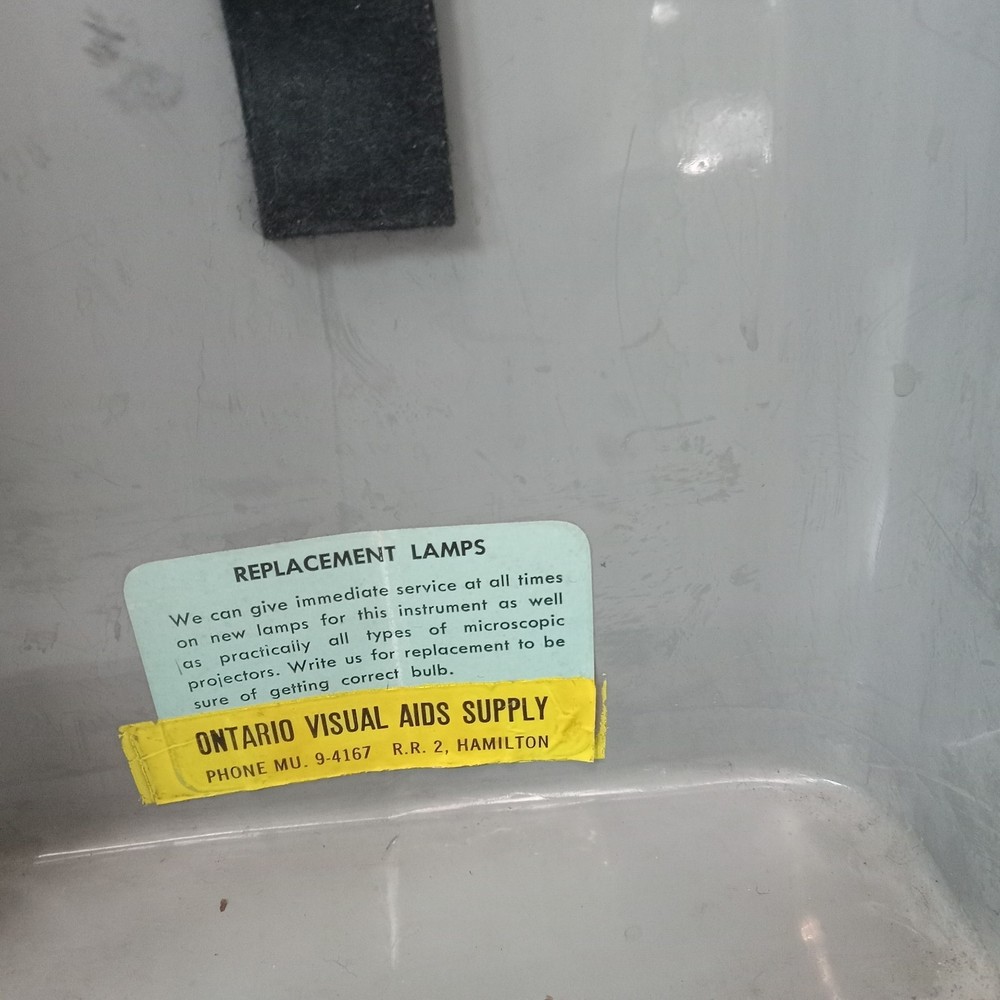 REPLACEMENT LAMPS
We can give immediate service at all times
on new lamps for this instrument as well
as practically all types of microscopic
projectors. Write us for replacement to be
sure of getting correct bulb.
ONTARIO VISUAL AIDS SUPPLY
PHONE MU. 9-4167 R.R. 2, HAMILTON